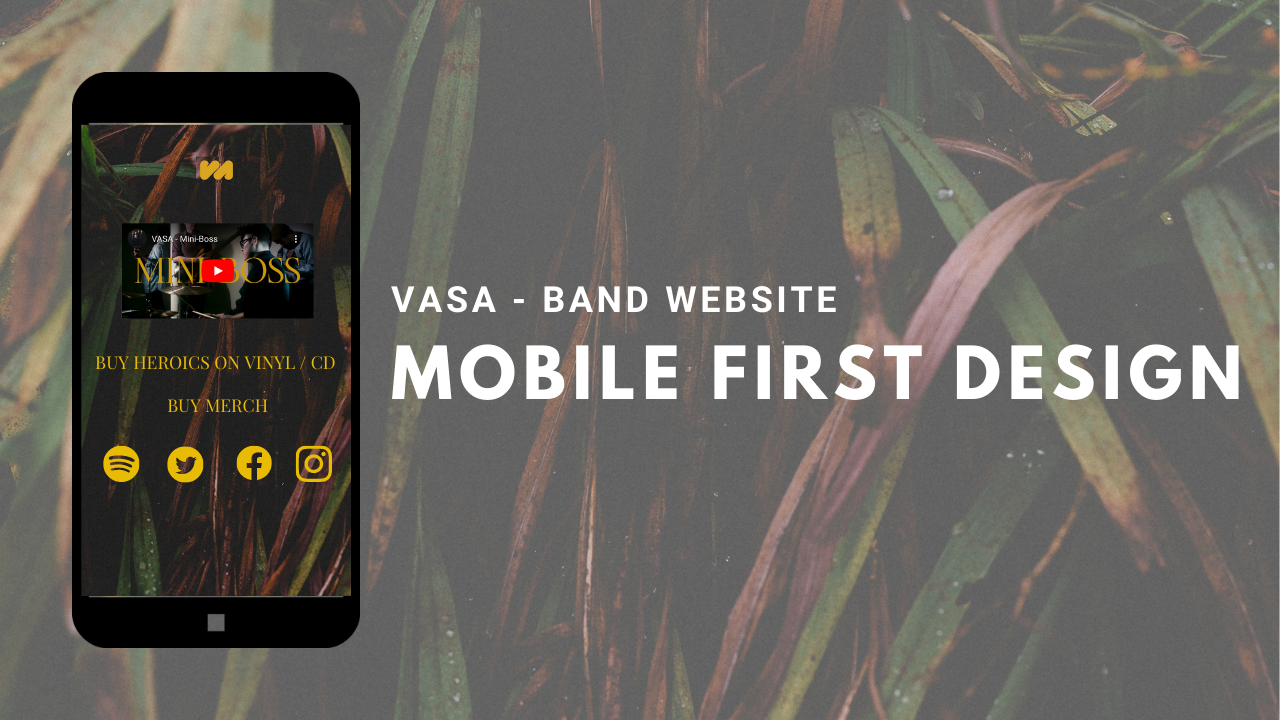 VASA - Mini-Boss
MINI-BOSS
BUY HEROICS ON VINYL / CD
BUY MERCH
VASA - BAND WEBSITE
MOBILE FIRST DESIGN